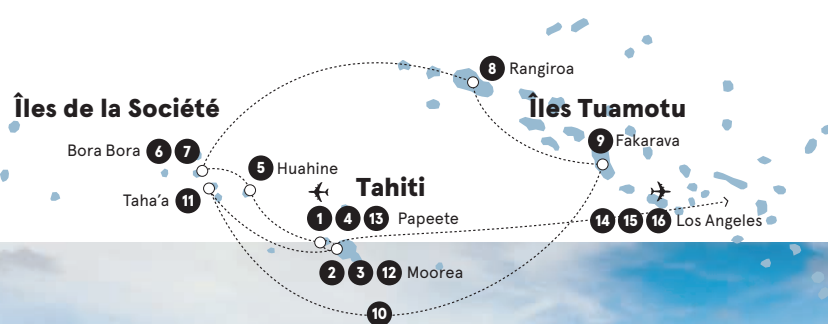 8 Rangiroa
Îles de la Société
Îles Tuamotu
9 Fakarava
Bora Bora 6 7
5 Huahine
Tahiti
Taha’a 11
1 4 13 Papeete
14 15 16 Los Angeles
2 3 12 Moorea
10